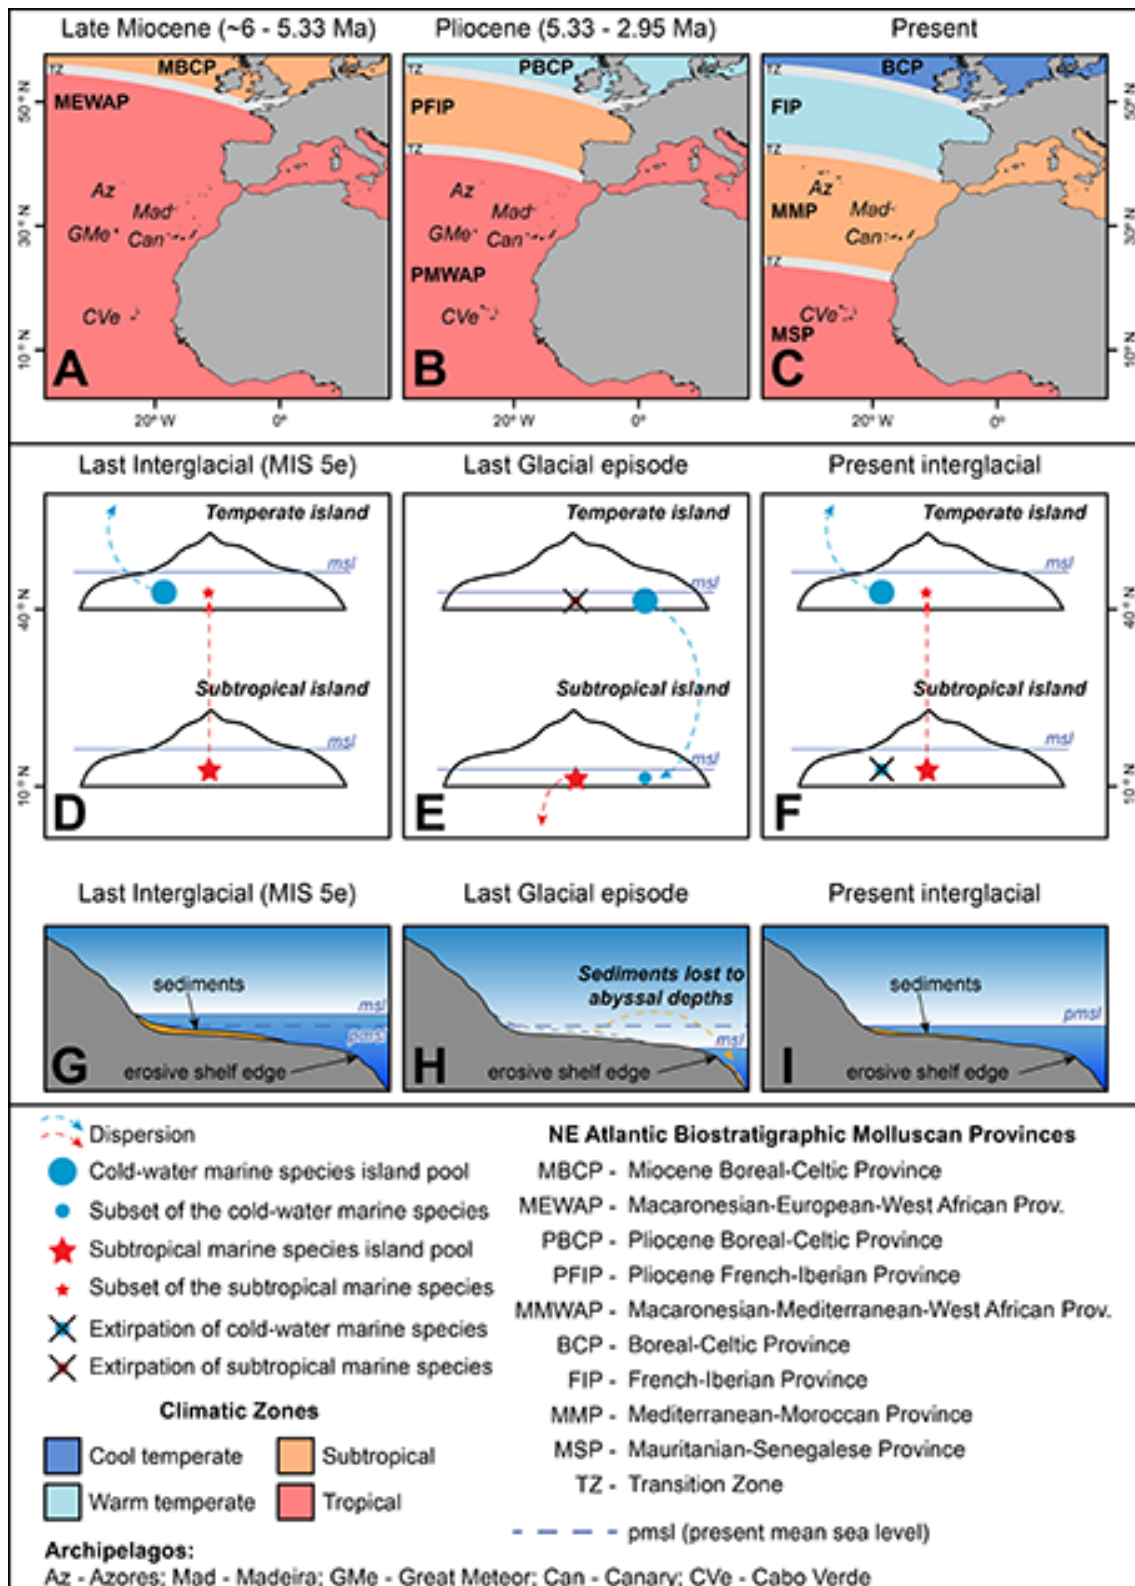 Late Miocene (~6 - 5.33 Ma)
Pliocene (5.33 - 2.95 Ma)
Present
TZ
MBCP
MEWAP
Az
Mad
GMe
Can
CVe
A
50° N
30° N
10° N
20° W
0°
PBCP
TZ
PFIP
TZ
Az
Mad
GMe
Can
PMWAP
CVe
B
20° W
0°
BCP
TZ
FIP
TZ
Az
MMP
Mad
Can
TZ
CVe
MSP
C
50° N
30° N
10° N
20° W
0°
Last Interglacial (MIS 5e)
Last Glacial episode
Present interglacial
Temperate island
msl
Subtropical island
msl
D
40° N
10° N
Temperate island
msl
Subtropical island
msl
E
Temperate island
msl
Subtropical island
msl
F
40° N
10° N
Last Interglacial (MIS 5e)
Last Glacial episode
Present interglacial
sediments
msl
pmsl
G
erosive shelf edge
Sediments lost to
abyssal depths
msl
H
erosive shelf edge
sediments
pmsl
I
erosive shelf edge
Dispersion
Cold-water marine species island pool
Subset of the cold-water marine species
Subtropical marine species island pool
Subset of the subtropical marine species
Extirpation of cold-water marine species
Extirpation of subtropical marine species
Climatic Zones
Cool temperate
Subtropical
Warm temperate
Tropical
NE Atlantic Biostratigraphic Molluscan Provinces
MBCP - Miocene Boreal-Celtic Province
MEWAP - Macaronesian-European-West African Prov.
PBCP - Pliocene Boreal-Celtic Province
PFIP - Pliocene French-Iberian Province
MMWAP - Macaronesian-Mediterranean-West African Prov.
BCP - Boreal-Celtic Province
FIP - French-Iberian Province
MMP - Mediterranean-Moroccan Province
MSP - Mauritanian-Senegalese Province
TZ - Transition Zone
pmsl (present mean sea level)
Archipelagos:
Az - Azores; Mad - Madeira; GMe - Great Meteor; Can - Canary; CVe - Cabo Verde